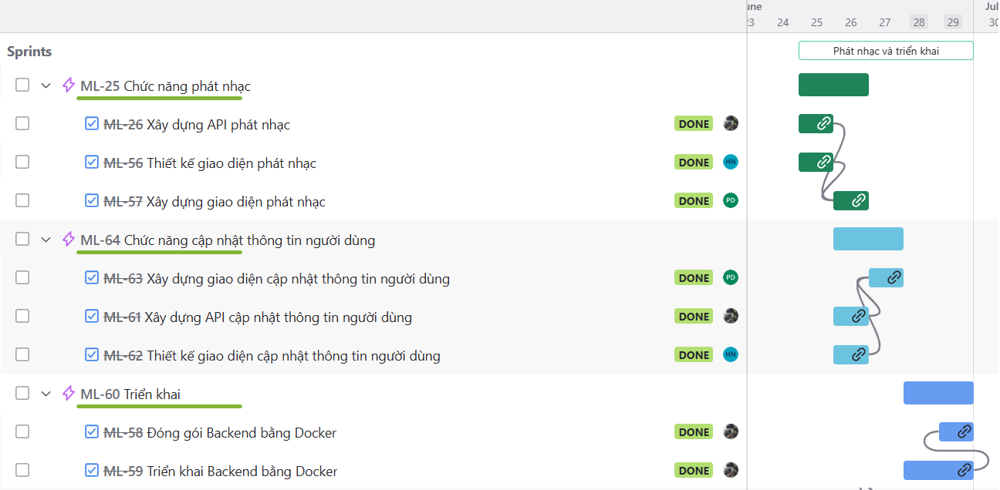 une
Jul
23 24 25 26 27 28 29 30
Sprints
Phát nhạc và triển khai
ML-25 Chức năng phát nhạc
ML-26 Xây dựng API phát nhạc DONE
ML-56 Thiết kế giao diện phát nhạc DONE HN
ML-57 Xây dựng giao diện phát nhạc DONE PD
ML-64 Chức năng cập nhật thông tin người dùng
ML-63 Xây dựng giao diện cập nhật thông tin người dùng DONE PD
ML-61 Xây dựng API cập nhật thông tin người dùng DONE
ML-62 Thiết kế giao diện cập nhật thông tin người dùng DONE HN
ML-60 Triển khai
ML-58 Đóng gói Backend bằng Docker DONE
ML-59 Triển khai Backend bằng Docker DONE